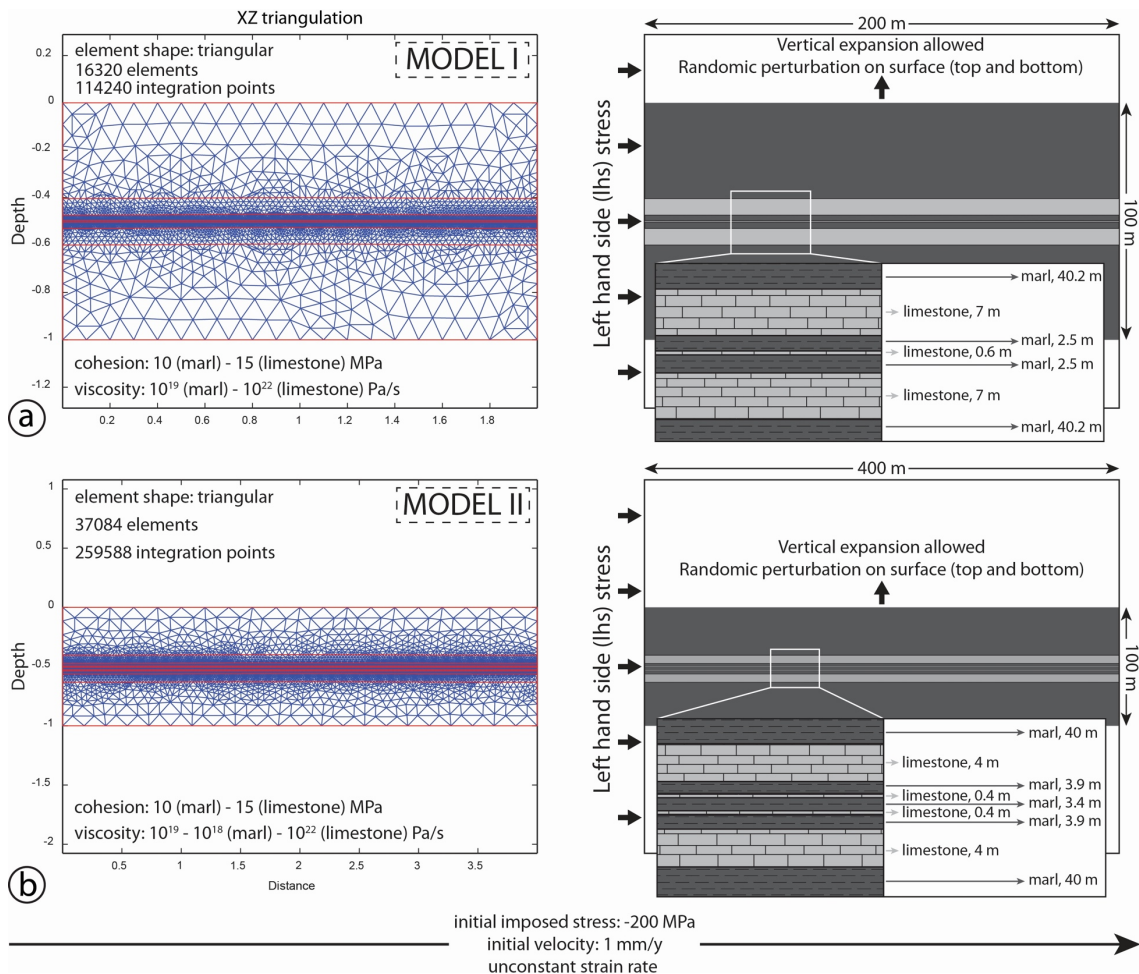 XZ triangulation
element shape: triangular
16320 elements
114240 integration points
MODEL I
0.2
0
-0.2
-0.4
-0.6
-0.8
-1
-1.2
Depth
cohesion: 10 (marl) - 15 (limestone) MPa
viscosity: 10¹⁹ (marl) - 10²² (limestone) Pa/s
0.2 0.4 0.6 0.8 1 1.2 1.4 1.6 1.8
a
200 m
Vertical expansion allowed
Randomic perturbation on surface (top and bottom)
Left hand side (lhs) stress
100 m
marl, 40.2 m
limestone, 7 m
marl, 2.5 m
limestone, 0.6 m
marl, 2.5 m
limestone, 7 m
marl, 40.2 m
element shape: triangular
37084 elements
259588 integration points
MODEL II
1
0.5
0
-0.5
-1
-1.5
-2
Depth
cohesion: 10 (marl) - 15 (limestone) MPa
viscosity: 10¹⁹ - 10¹⁸ (marl) - 10²² (limestone) Pa/s
0.5 1 1.5 2 2.5 3 3.5
Distance
b
400 m
Vertical expansion allowed
Randomic perturbation on surface (top and bottom)
Left hand side (lhs) stress
100 m
marl, 40 m
limestone, 4 m
marl, 3.9 m
limestone, 0.4 m
marl, 3.4 m
limestone, 0.4 m
marl, 3.9 m
limestone, 4 m
marl, 40 m
initial imposed stress: -200 MPa
initial velocity: 1 mm/y
unconstant strain rate